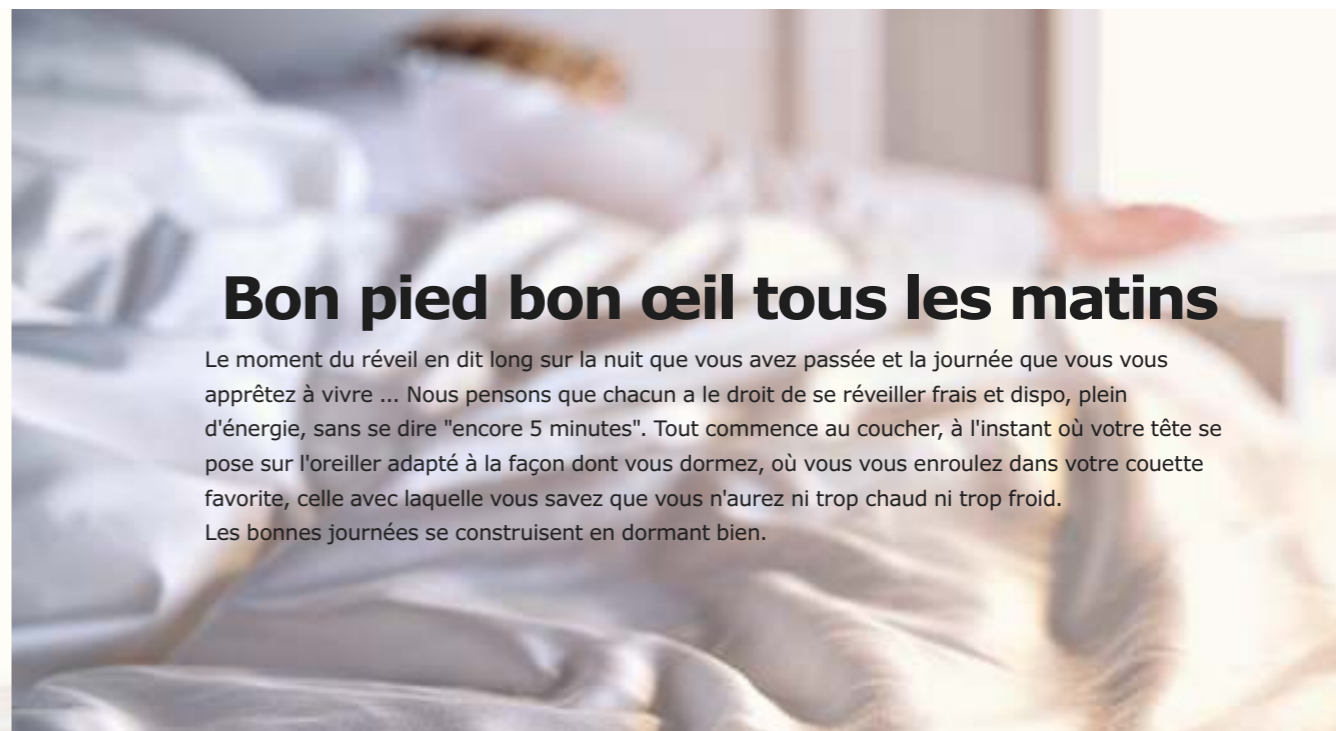 Bon pied bon œil tous les matins
Le moment du réveil en dit long sur la nuit que vous avez passée et la journée que vous vous
apprêtez à vivre ... Nous pensons que chacun a le droit de se réveiller frais et dispo, plein
d'énergie, sans se dire "encore 5 minutes". Tout commence au coucher, à l'instant où votre tête se
pose sur l'oreiller adapté à la façon dont vous dormez, où vous vous enroulez dans votre couette
favorite, celle avec laquelle vous savez que vous n'aurez ni trop chaud ni trop froid.
Les bonnes journées se construisent en dormant bien.